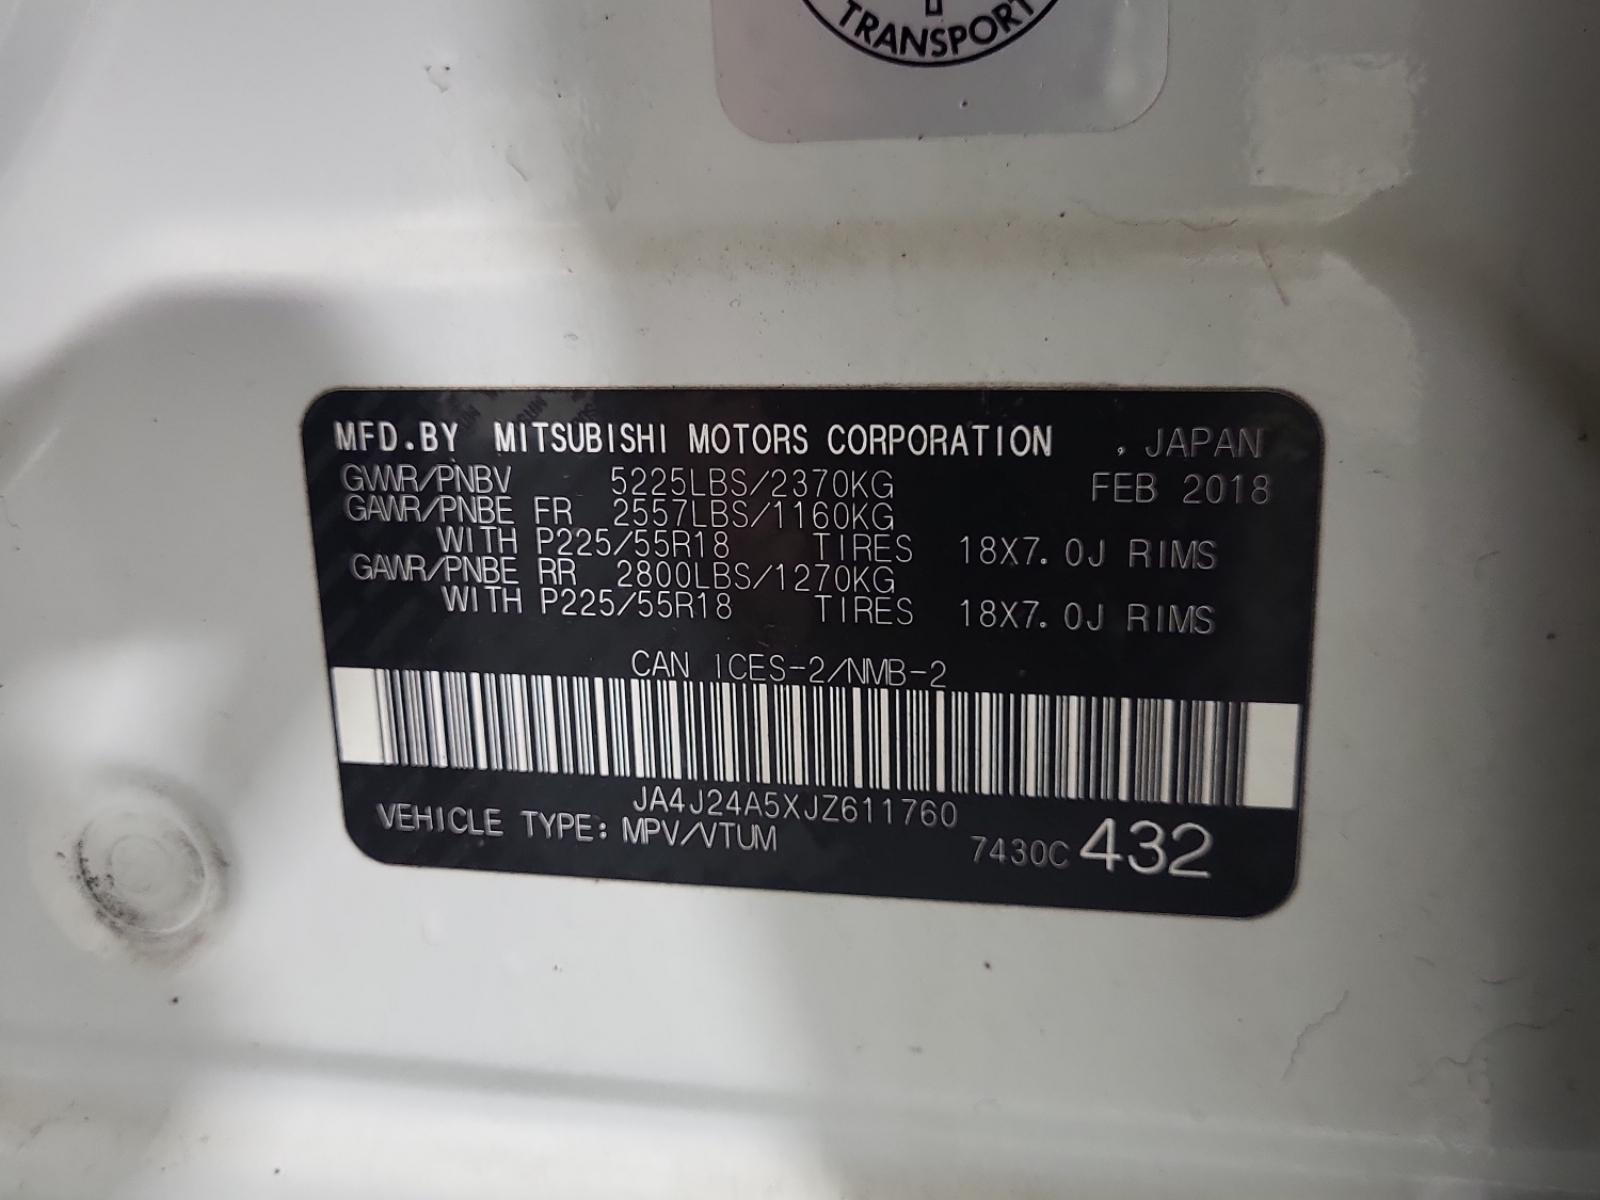 TRANSPORT
MFD.BY MITSUBISHI MOTORS CORPORATION , JAPAN
GVWR/PNBV 5225LBS/2370KG FEB 2018
GAWR/PNBE FR 2557LBS/1160KG
WITH P225/55R18 TIRES 18X7.0J RIMS
GAWR/PNBE RR 2800LBS/1270KG
WITH P225/55R18 TIRES 18X7.0J RIMS
CAN ICES-2/NMB-2
JA4J24A5XJZ611760
VEHICLE TYPE: MPV/VTUM
7430C 432